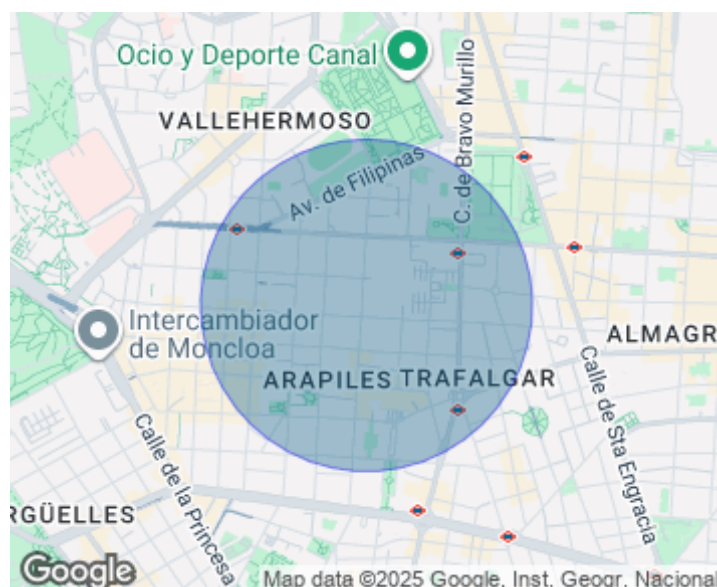 Ocio y Deporte Canal
VALLEHERMOSO
C. de Bravo Murillo
Av. de Filipinas
Intercambiador
de Moncloa
ALMAGR
ARAPILES
TRAFALGAR
Calle de Sta Engracia
Calle de la Princesa
RGÜELLES
Google
Map data ©2025 Google, Inst. Geogr. Nacional